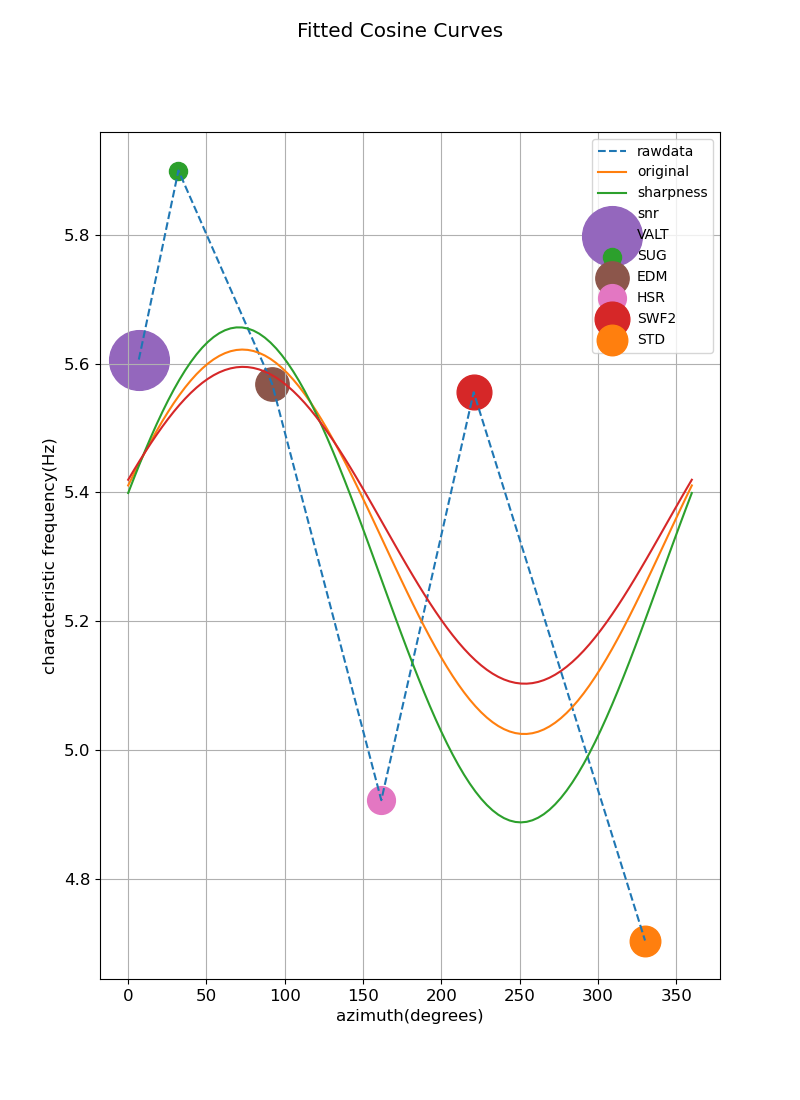 Fitted Cosine Curves
rawdata
original
sharpness
snr
VALT
SUG
EDM
HSR
SWF2
STD
characteristic frequency(Hz)
5.8
5.6
5.4
5.2
5.0
4.8
0 50 100 150 200 250 300 350
azimuth(degrees)